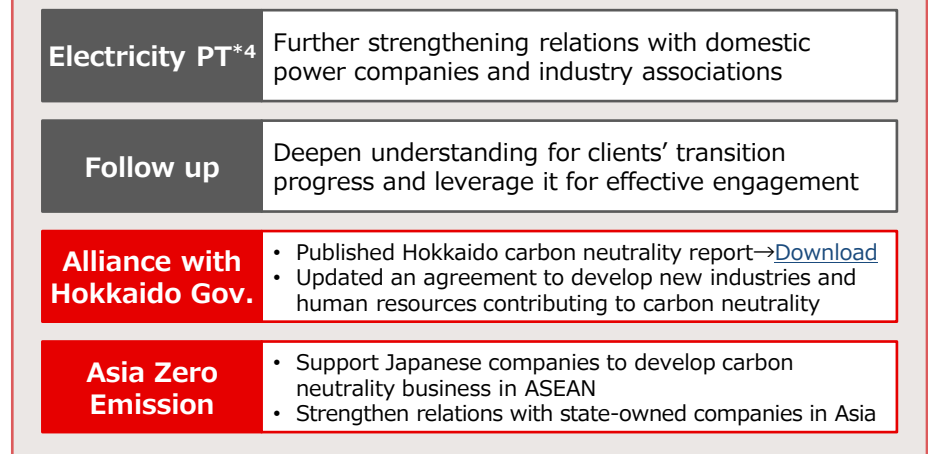 Electricity PT*4
Further strengthening relations with domestic
power companies and industry associations
Follow up
Deepen understanding for clients’ transition
progress and leverage it for effective engagement
Alliance with
Hokkaido Gov.
• Published Hokkaido carbon neutrality report→Download
• Updated an agreement to develop new industries and
human resources contributing to carbon neutrality
Asia Zero
Emission
• Support Japanese companies to develop carbon
neutrality business in ASEAN
• Strengthen relations with state-owned companies in Asia